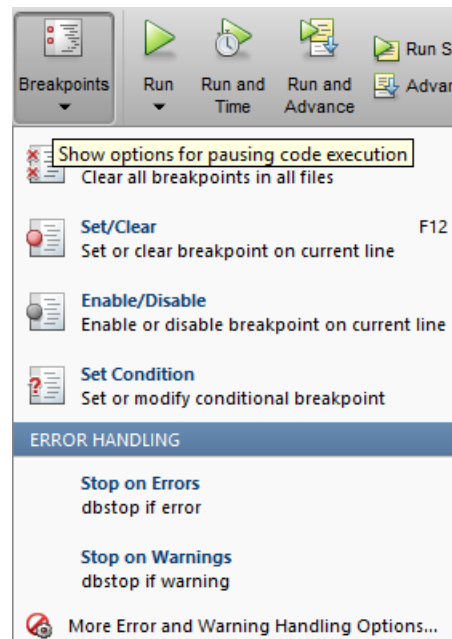 Breakpoints
Run
Run and
Time
Run and
Advance
Run S
Advar
Show options for pausing code execution
Clear all breakpoints in all files
Set/Clear F12
Set or clear breakpoint on current line
Enable/Disable
Enable or disable breakpoint on current line
Set Condition
Set or modify conditional breakpoint
ERROR HANDLING
Stop on Errors
dbstop if error
Stop on Warnings
dbstop if warning
More Error and Warning Handling Options...